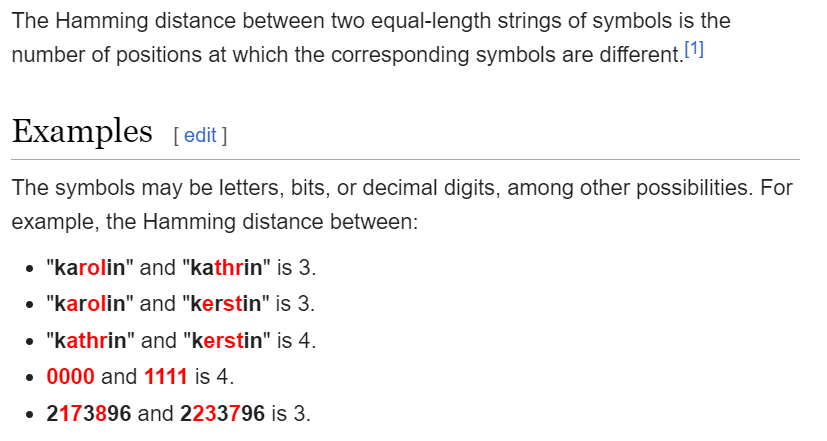 The Hamming distance between two equal-length strings of symbols is the
number of positions at which the corresponding symbols are different.[1]
Examples [ edit ]
The symbols may be letters, bits, or decimal digits, among other possibilities. For
example, the Hamming distance between:
• "karolin" and "kathrin" is 3.
• "karolin" and "kerstin" is 3.
• "kathrin" and "kerstin" is 4.
• 0000 and 1111 is 4.
• 2173896 and 2233796 is 3.